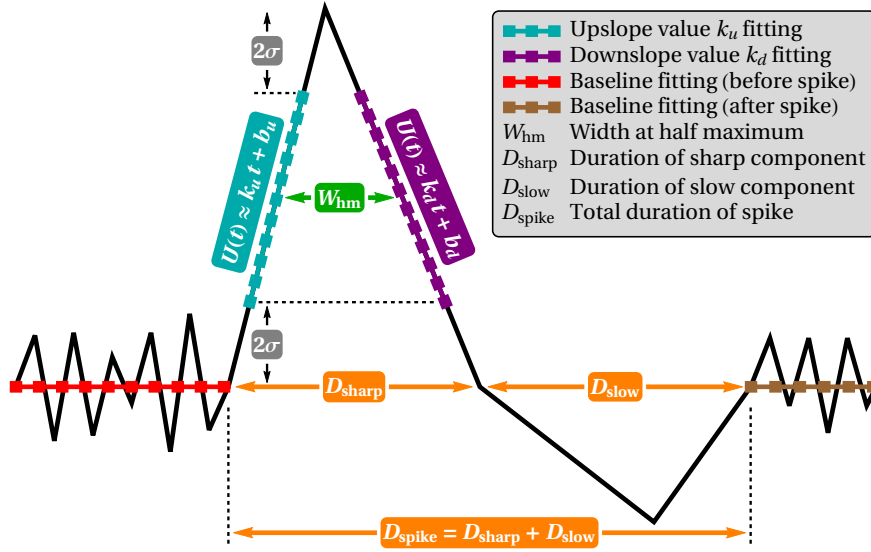 2σ
U(t) ≈ k_u t + b_u
W_hm
U(t) ≈ k_d t + b_d
2σ
D_sharp
D_slow
D_spike = D_sharp + D_slow
Upslope value k_u fitting
Downslope value k_d fitting
Baseline fitting (before spike)
Baseline fitting (after spike)
W_hm Width at half maximum
D_sharp Duration of sharp component
D_slow Duration of slow component
D_spike Total duration of spike